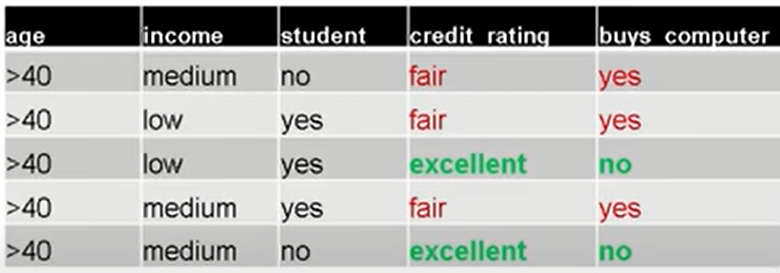 age income student credit rating buys computer
>40 medium no fair yes
>40 low yes fair yes
>40 low yes excellent no
>40 medium yes fair yes
>40 medium no excellent no